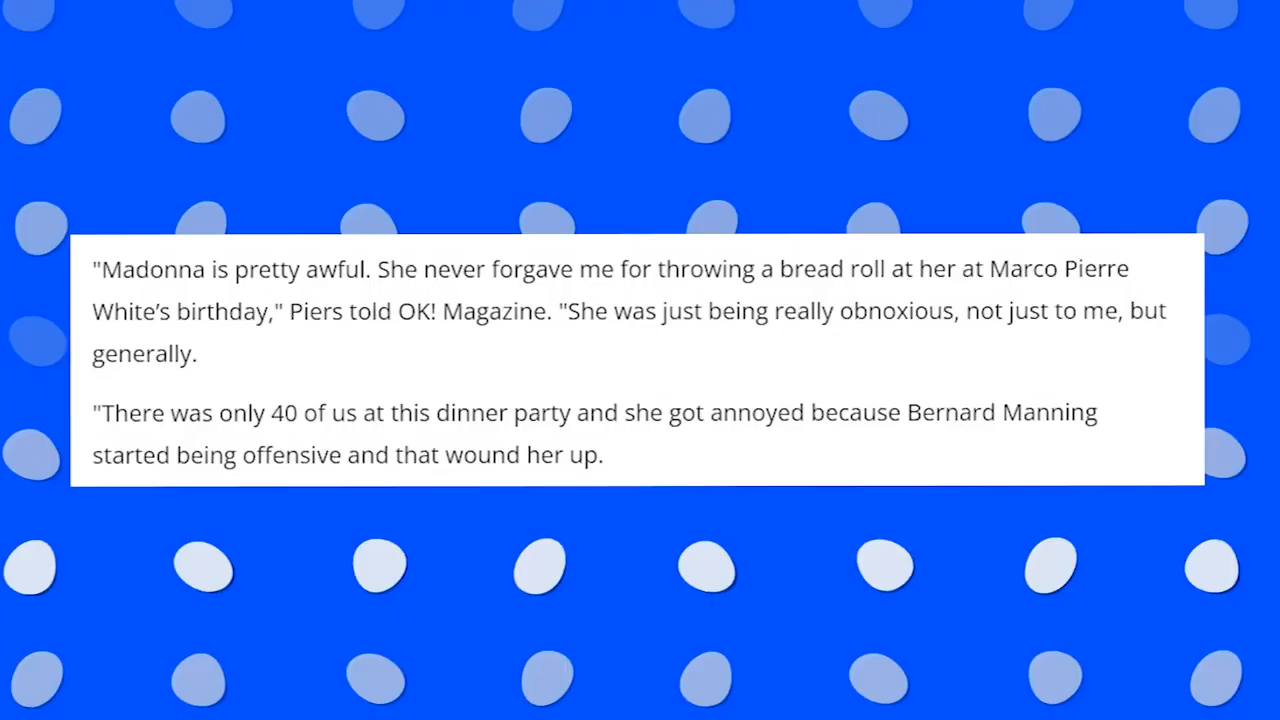 "Madonna is pretty awful. She never forgave me for throwing a bread roll at her at Marco Pierre
White’s birthday," Piers told OK! Magazine. "She was just being really obnoxious, not just to me, but
generally.
"There was only 40 of us at this dinner party and she got annoyed because Bernard Manning
started being offensive and that wound her up.